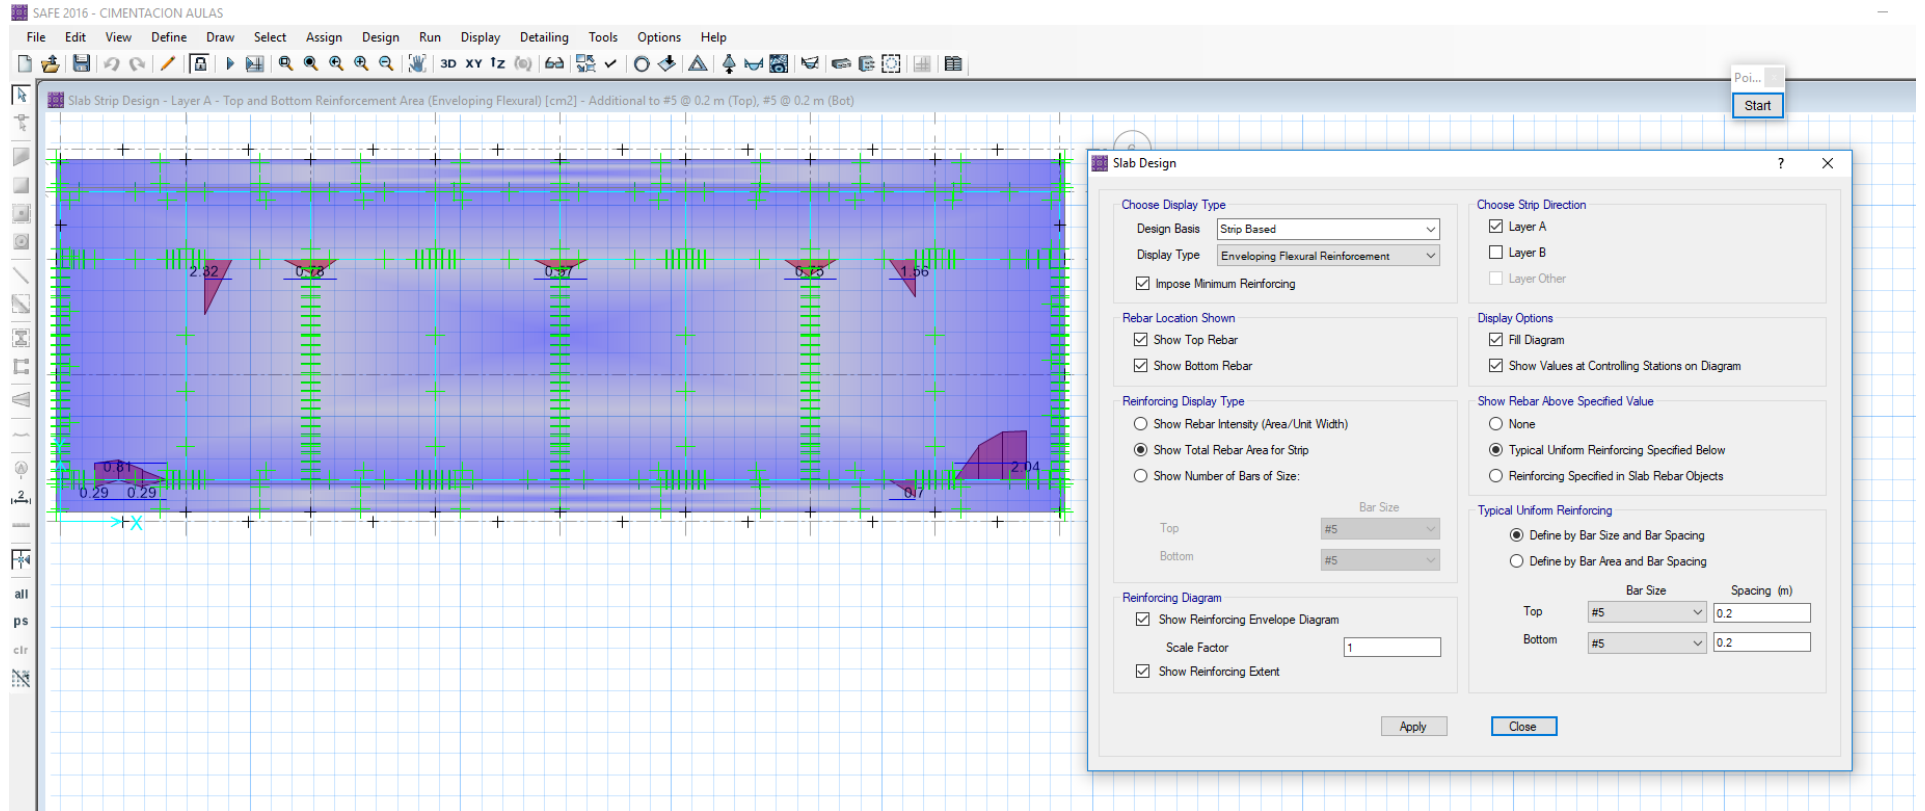 SAFE 2016 - CIMENTACION AULAS
File Edit View Define Draw Select Assign Design Run Display Detailing Tools Options Help
3D XY
Poi...
Start
Slab Strip Design - Layer A - Top and Bottom Reinforcement Area (Enveloping Flexural) [cm2] - Additional to #5 @ 0.2 m (Top), #5 @ 0.2 m (Bot)
2.32 0.78 0.97 0.75 1.56
0.81 2.04
0.29 0.29 0.7
X
2
all
ps
clr
Slab Design
?
Choose Display Type
Design Basis Strip Based
Display Type Enveloping Flexural Reinforcement
Impose Minimum Reinforcing
Choose Strip Direction
Layer A
Layer B
Layer Other
Rebar Location Shown
Show Top Rebar
Show Bottom Rebar
Display Options
Fill Diagram
Show Values at Controlling Stations on Diagram
Reinforcing Display Type
Show Rebar Intensity (Area/Unit Width)
Show Total Rebar Area for Strip
Show Number of Bars of Size:
Bar Size
Top #5
Bottom #5
Show Rebar Above Specified Value
None
Typical Uniform Reinforcing Specified Below
Reinforcing Specified in Slab Rebar Objects
Typical Uniform Reinforcing
Define by Bar Size and Bar Spacing
Define by Bar Area and Bar Spacing
Bar Size Spacing (m)
Top #5 0.2
Bottom #5 0.2
Reinforcing Diagram
Show Reinforcing Envelope Diagram
Scale Factor 1
Show Reinforcing Extent
Apply Close